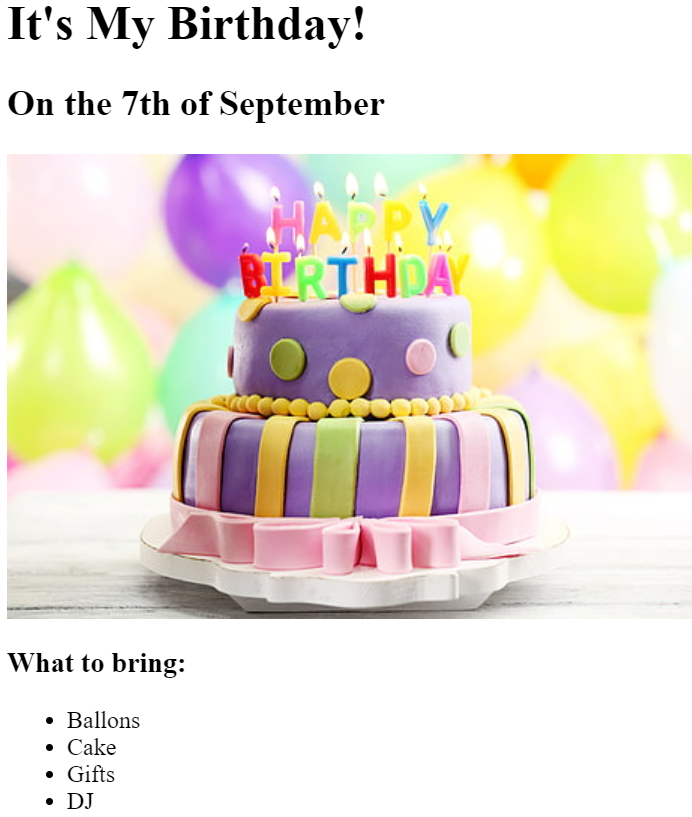 It's My Birthday!
On the 7th of September
HAPPY
BIRTHDAY
What to bring:
Ballons
Cake
Gifts
DJ